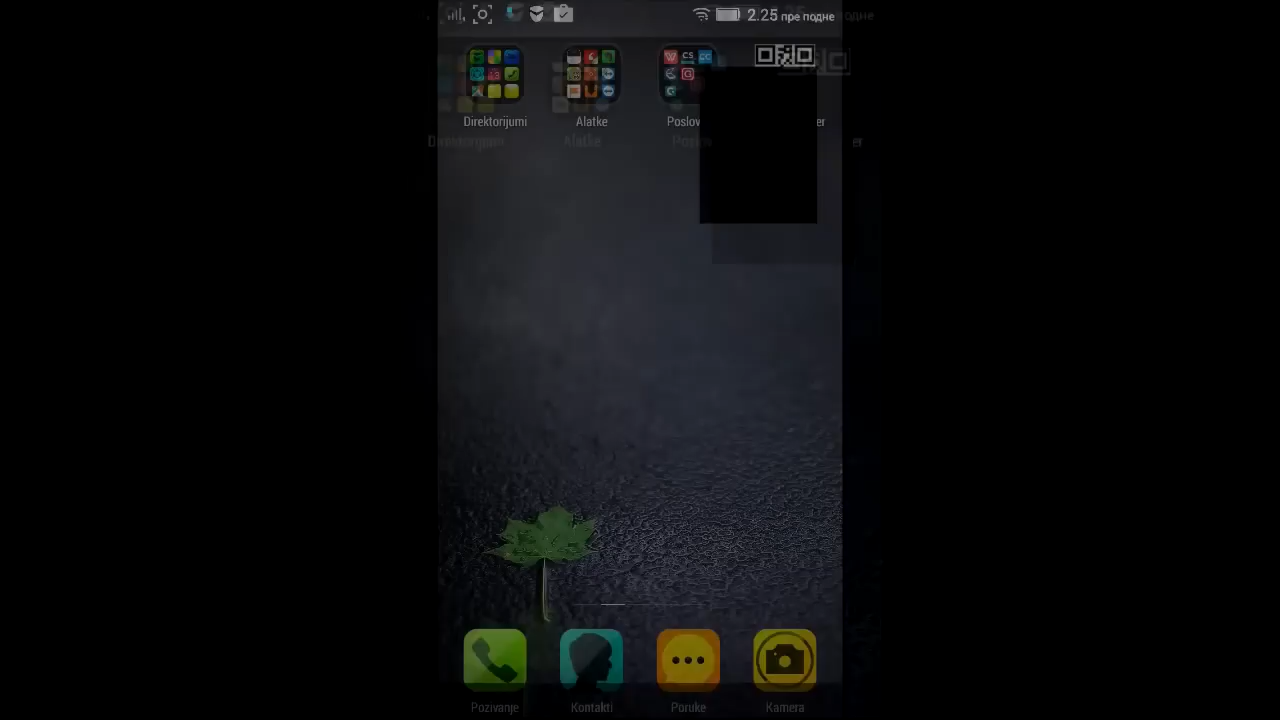 2.25 пре подне
Direktorijumi Alatke Poslov er
Pozivanje Kontakti Poruke Kamera